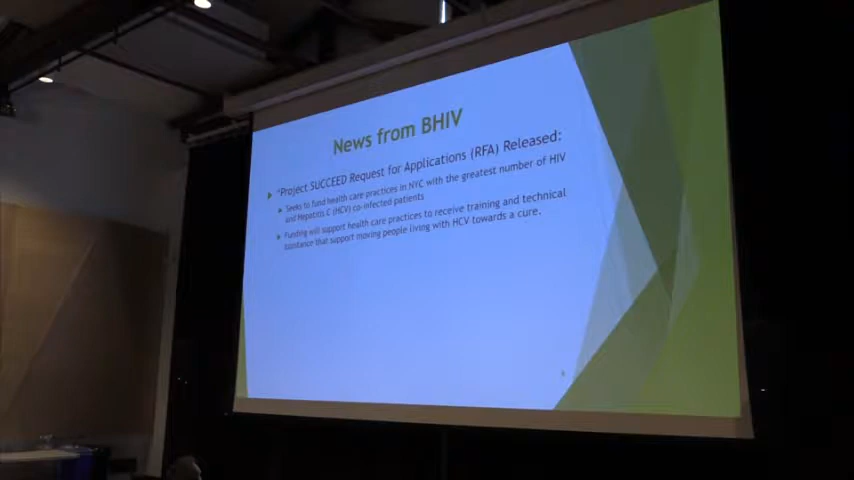 News from BHIV
"Project SUCCEED Request for Applications (RFA) Released:
Seeks to fund health care practices in NYC with the greatest number of HIV
and Hepatitis C (HCV) co-infected patients
Funding will support health care practices to receive training and technical
assistance that support moving people living with HCV towards a cure.